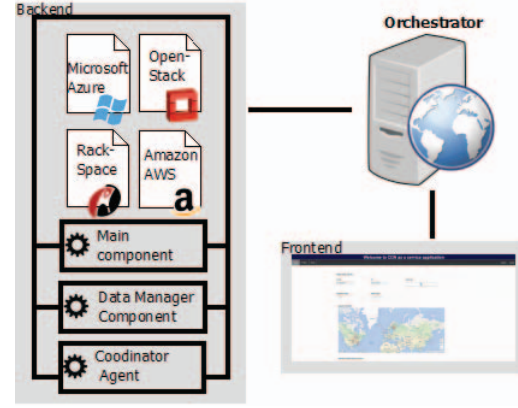 Backend
Microsoft
Azure
Open-
Stack
Rack-
Space
Amazon
AWS
a
Main
component
Data Manager
Component
Coodinator
Agent
Orchestrator
Frontend
Welcome to CDN as a service application